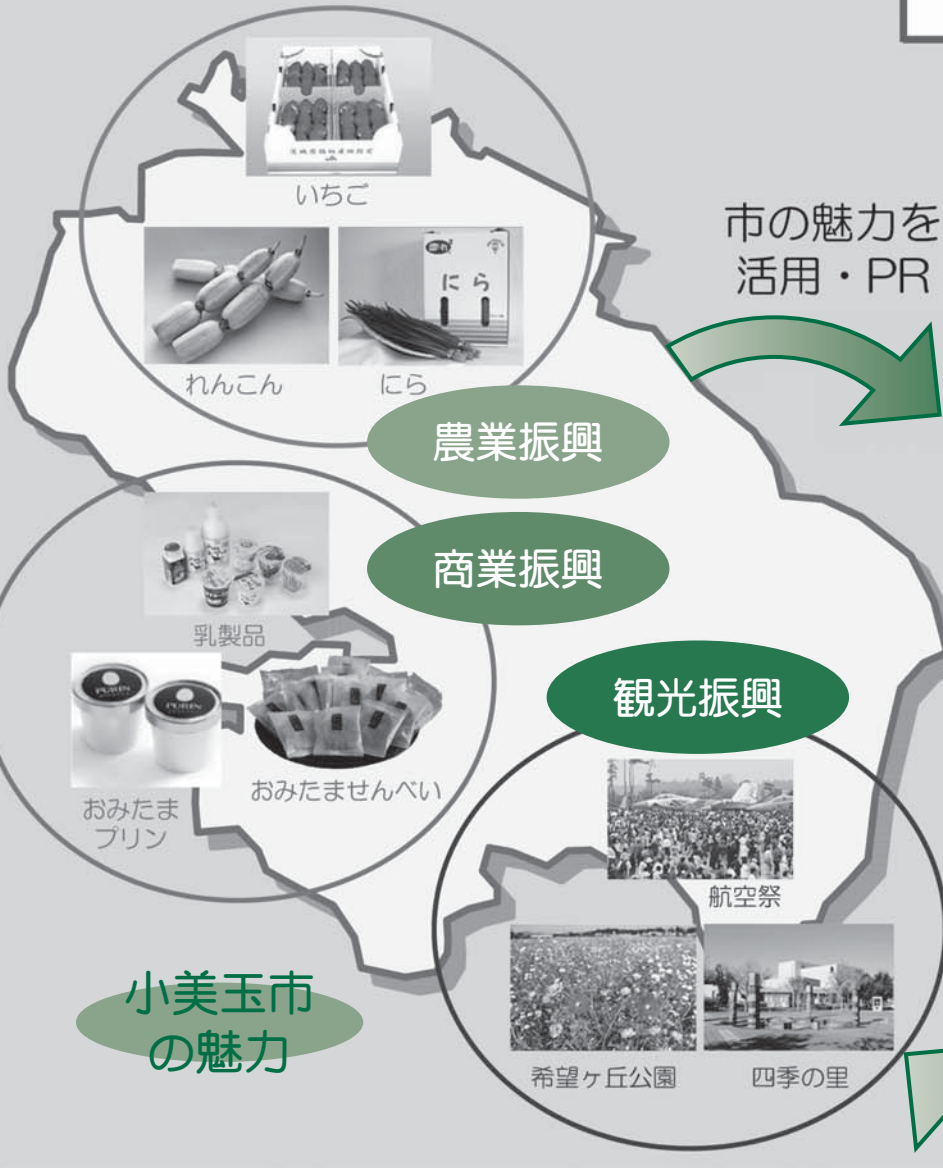 いちご
市の魅力を
活用・PR
にら
れんこん
にら
農業振興
商業振興
乳製品
観光振興
PURIN
PURIN
おみたませんべい
おみたま
プリン
航空祭
小美玉市
の魅力
希望ヶ丘公園
四季の里